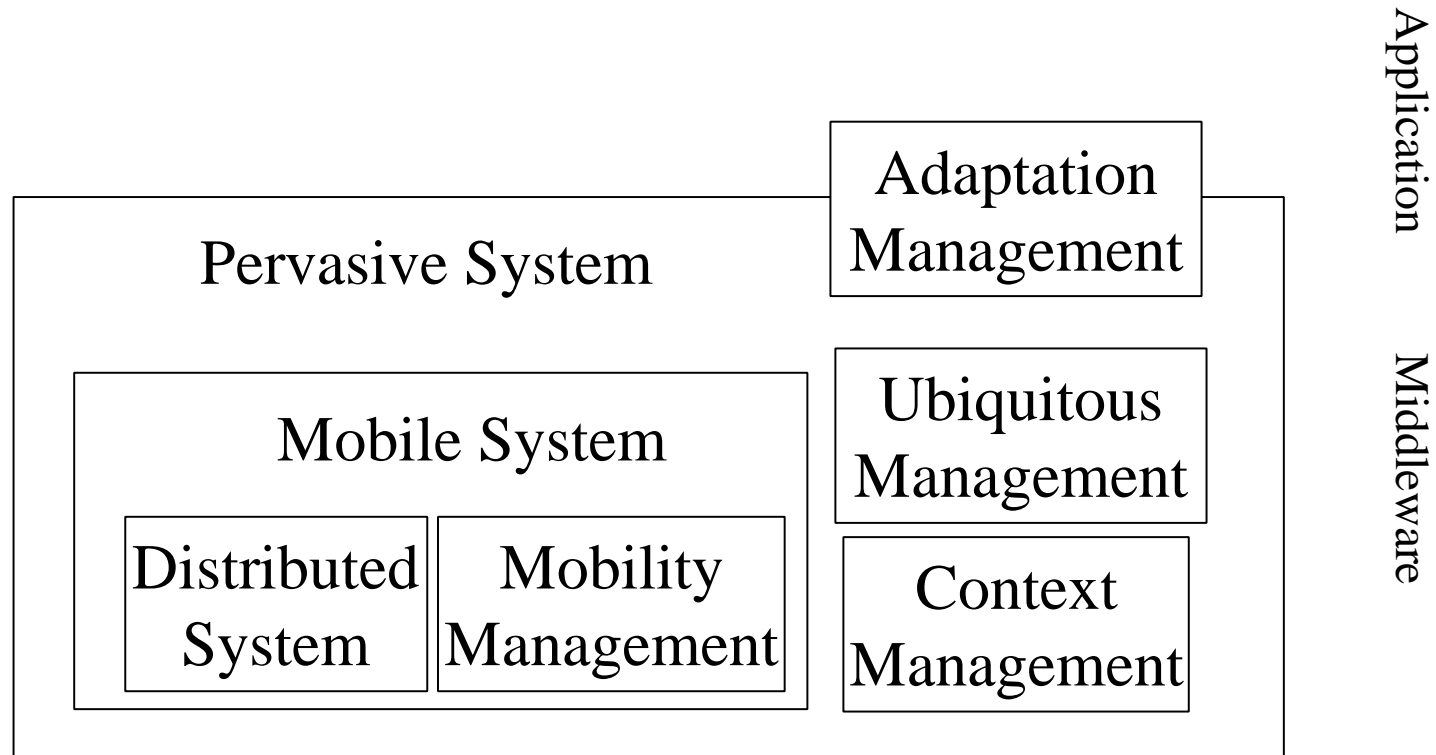 Application
Adaptation
Management
Pervasive System
Ubiquitous
Management
Mobile System
Middleware
Distributed
System
Mobility
Management
Context
Management